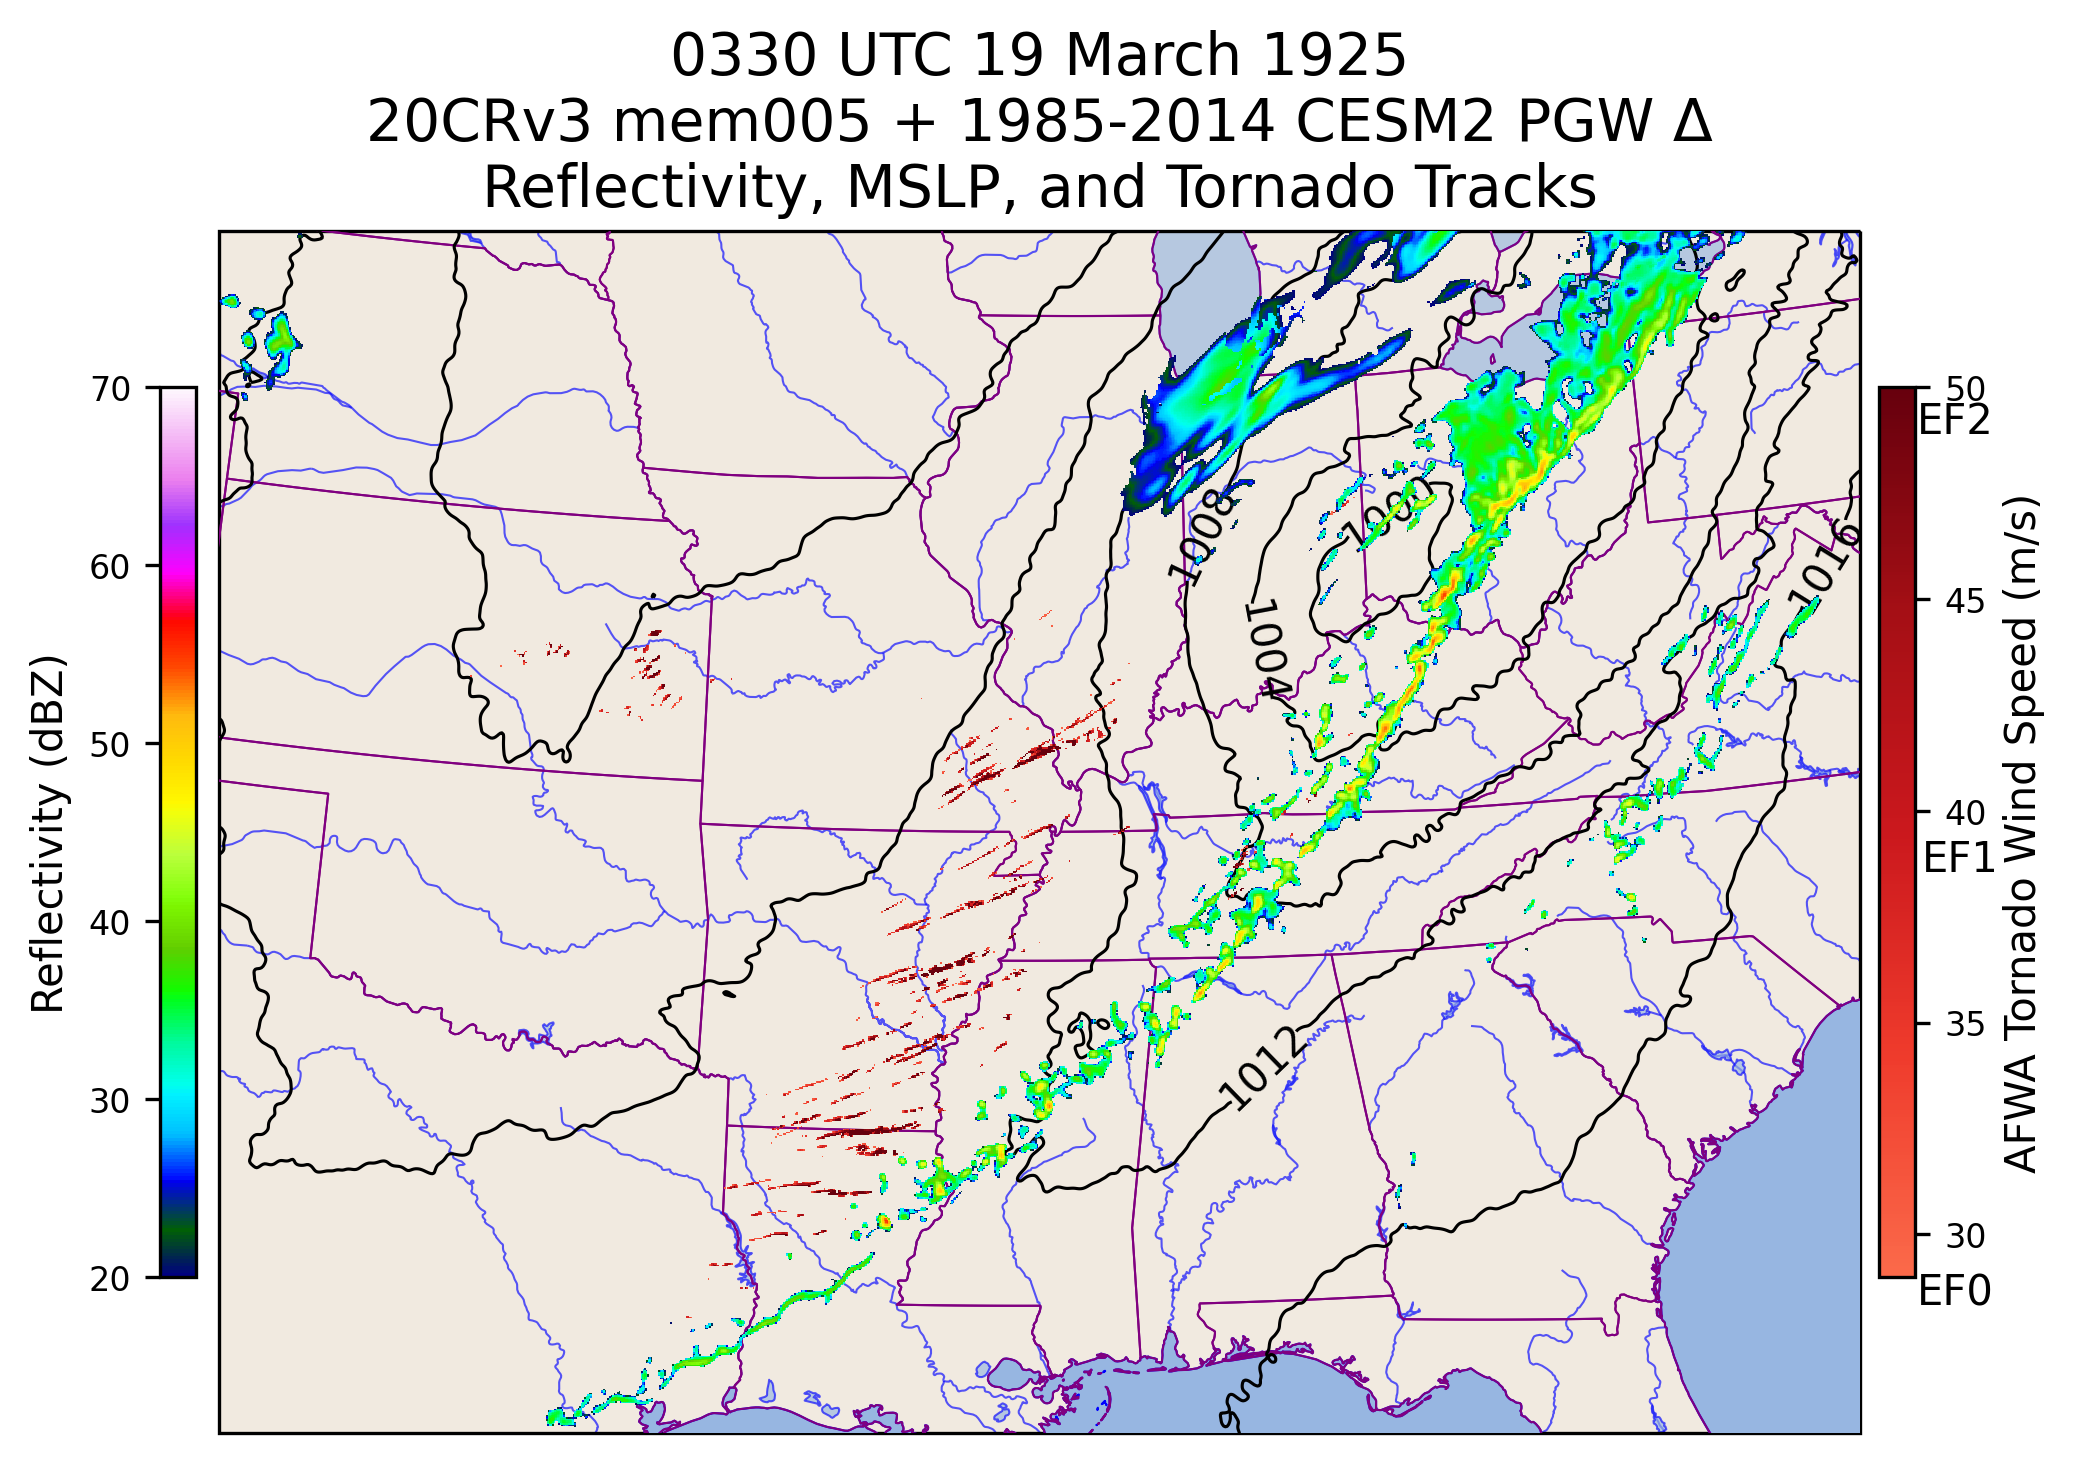 0330 UTC 19 March 1925
20CRv3 mem005 + 1985-2014 CESM2 PGW Δ
Reflectivity, MSLP, and Tornado Tracks
Reflectivity (dBZ)
70
60
50
40
30
20
1008
1000
1004
1016
1012
50
EF2
45
40
EF1
35
30
EF0
AFWA Tornado Wind Speed (m/s)